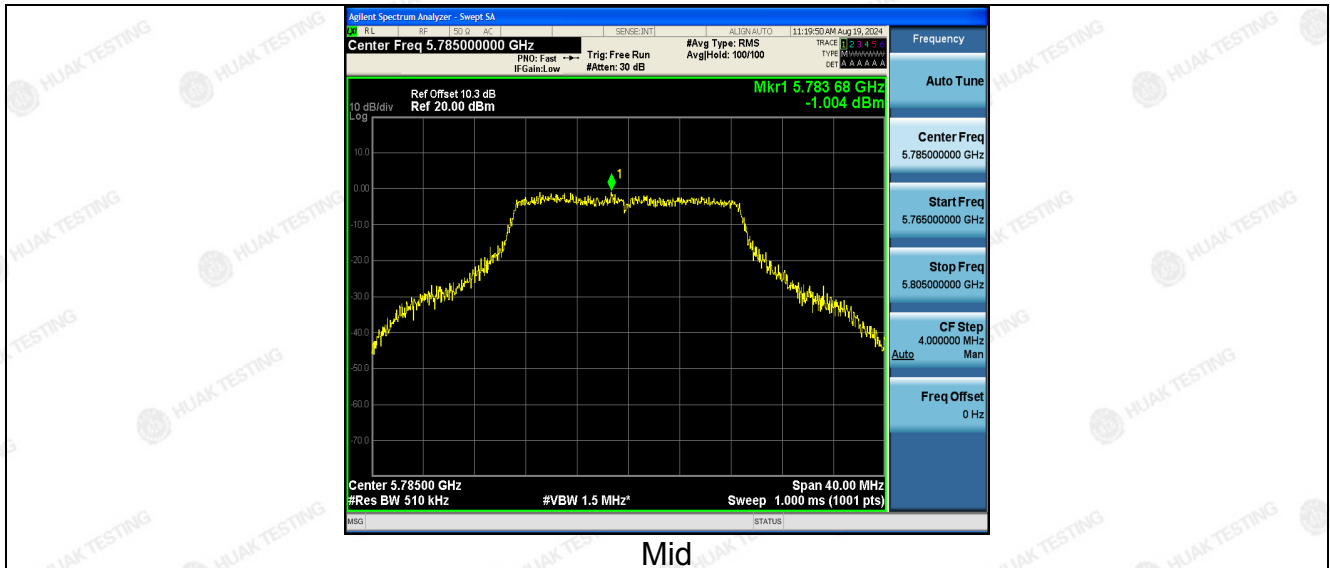 Agilent Spectrum Analyzer - Swept SA
LXI RL RF 50 Ω AC SENSE:INT ALIGN AUTO 11:19:50 AM Aug 19, 2024
Center Freq 5.785000000 GHz
PNO: Fast
IFGain:Low
Trig: Free Run
#Atten: 30 dB
#Avg Type: RMS
Avg|Hold: 100/100
TRACE 1 2 3 4 5 6
TYPE M
DET A A A A A A
Mkr1 5.783 68 GHz
-1.004 dBm
Ref Offset 10.3 dB
10 dB/div Ref 20.00 dBm
Log
10.0
0.00
-10.0
-20.0
-30.0
-40.0
-50.0
-60.0
-70.0
1
Center 5.78500 GHz Span 40.00 MHz
#Res BW 510 kHz #VBW 1.5 MHz* Sweep 1.000 ms (1001 pts)
MSG STATUS
Frequency
Auto Tune
Center Freq
5.785000000 GHz
Start Freq
5.765000000 GHz
Stop Freq
5.805000000 GHz
CF Step
4.000000 MHz
Auto Man
Freq Offset
0 Hz
Mid
HUAK TESTING